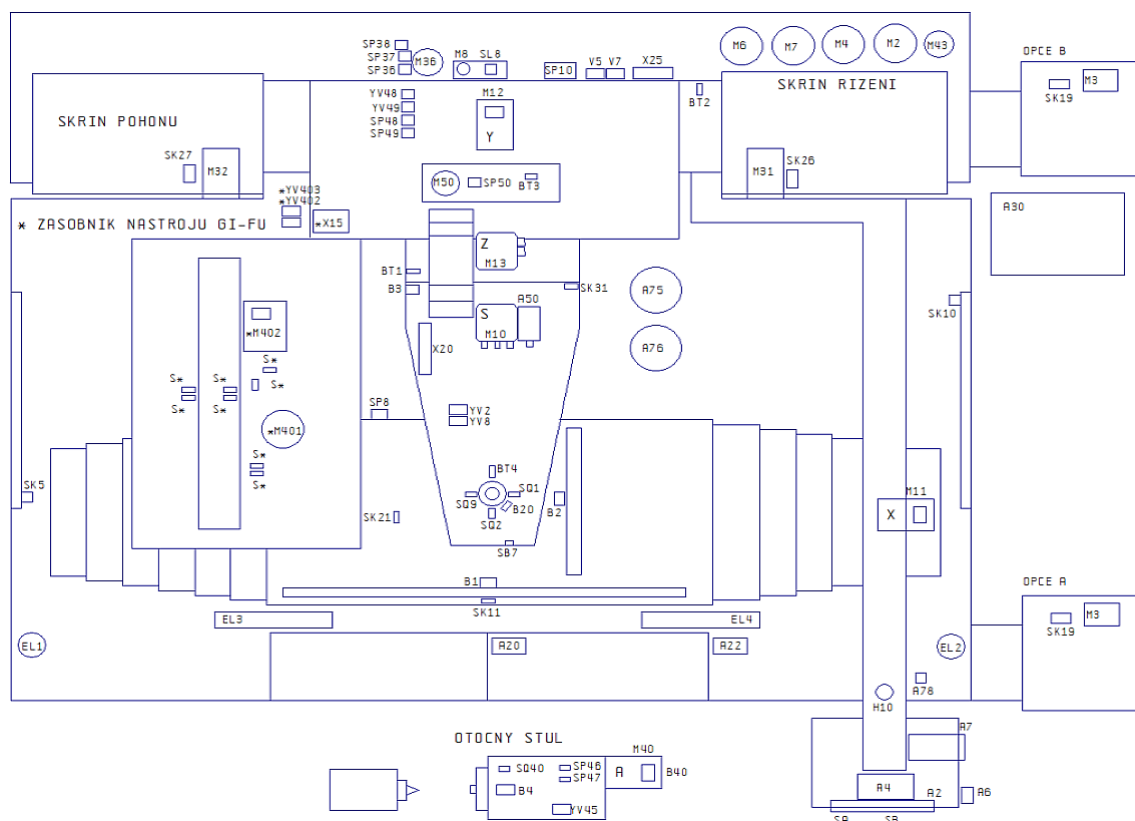 SP38
SP37
SP36
M36
M8
SL8
SP10
V5
V7
X25
M6
M7
M4
M2
M43
OPCE B
M3
SK19
SKRIN POHONU
YV48
YV49
SP48
SP49
M12
Y
BT2
SKRIN RIZENI
SK27
M32
M50
SP50
BT3
M31
SK26
*YV403
*YV402
* ZASOBNIK NASTROJU GI-FU
*X15
A30
Z
M13
BT1
B3
SK31
A75
SK10
A50
S
M10
*M402
X20
A76
S*
S*
S*
S*
S*
S*
SP8
YV2
YV8
*M401
S*
S*
BT4
SK5
SQ9
SQ1
B20
B2
M11
X
SK21
SQ2
SB7
B1
SK11
OPCE A
M3
SK19
EL3
EL4
EL1
A20
A22
EL2
A78
H10
OTOCNY STUL
A7
M40
SQ40
SP46
SP47
A
B40
B4
YV45
A4
A2
A6
SA
SB